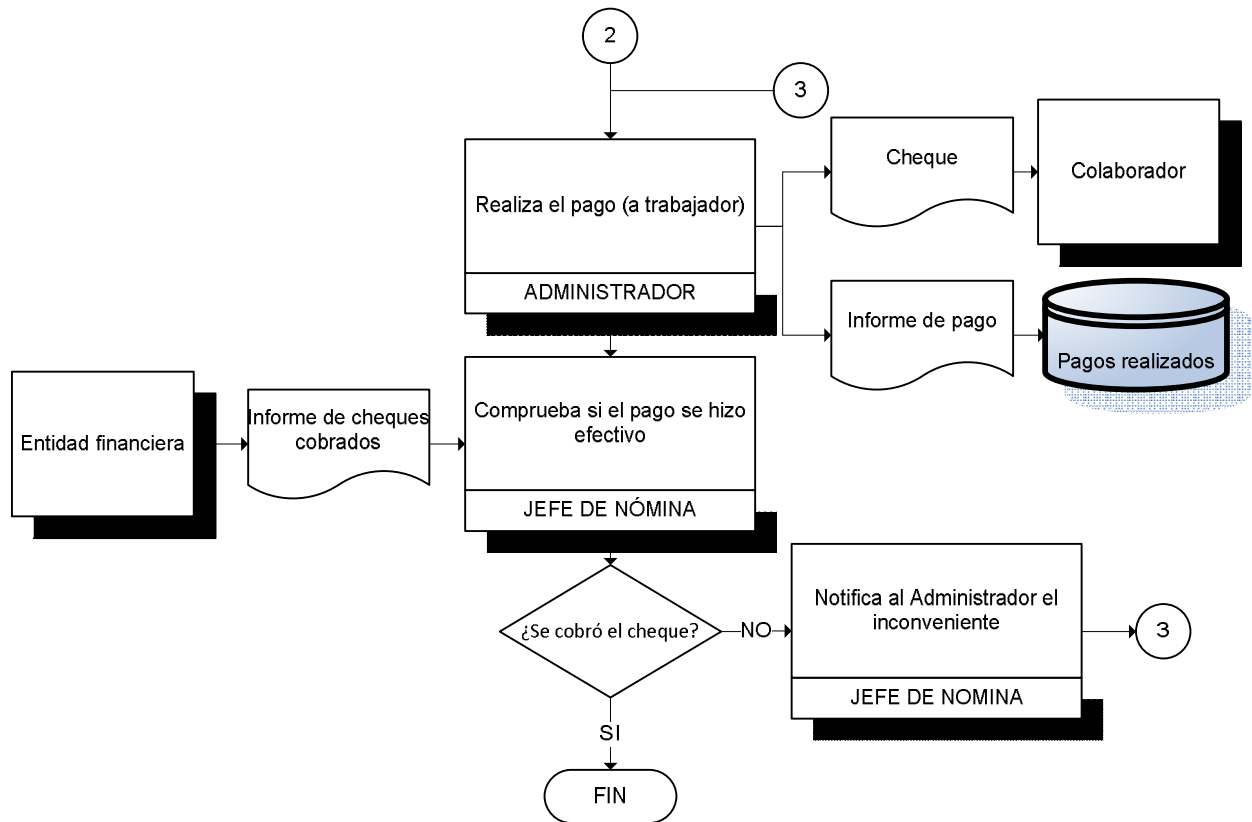 2
3
Cheque
Colaborador
Realiza el pago (a trabajador)
ADMINISTRADOR
Informe de pago
Pagos realizados
Entidad financiera
Informe de cheques
cobrados
Comprueba si el pago se hizo
efectivo
JEFE DE NÓMINA
¿Se cobró el cheque?
NO
Notifica al Administrador el
inconveniente
JEFE DE NOMINA
3
SI
FIN